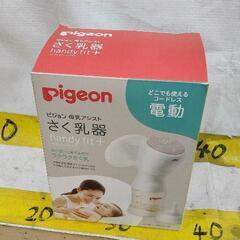 pigeon
どこでも使える
コードレス
電動
ピジョン 母乳アシスト
さく乳器
handy fit+
pigeon
40
20
30
40